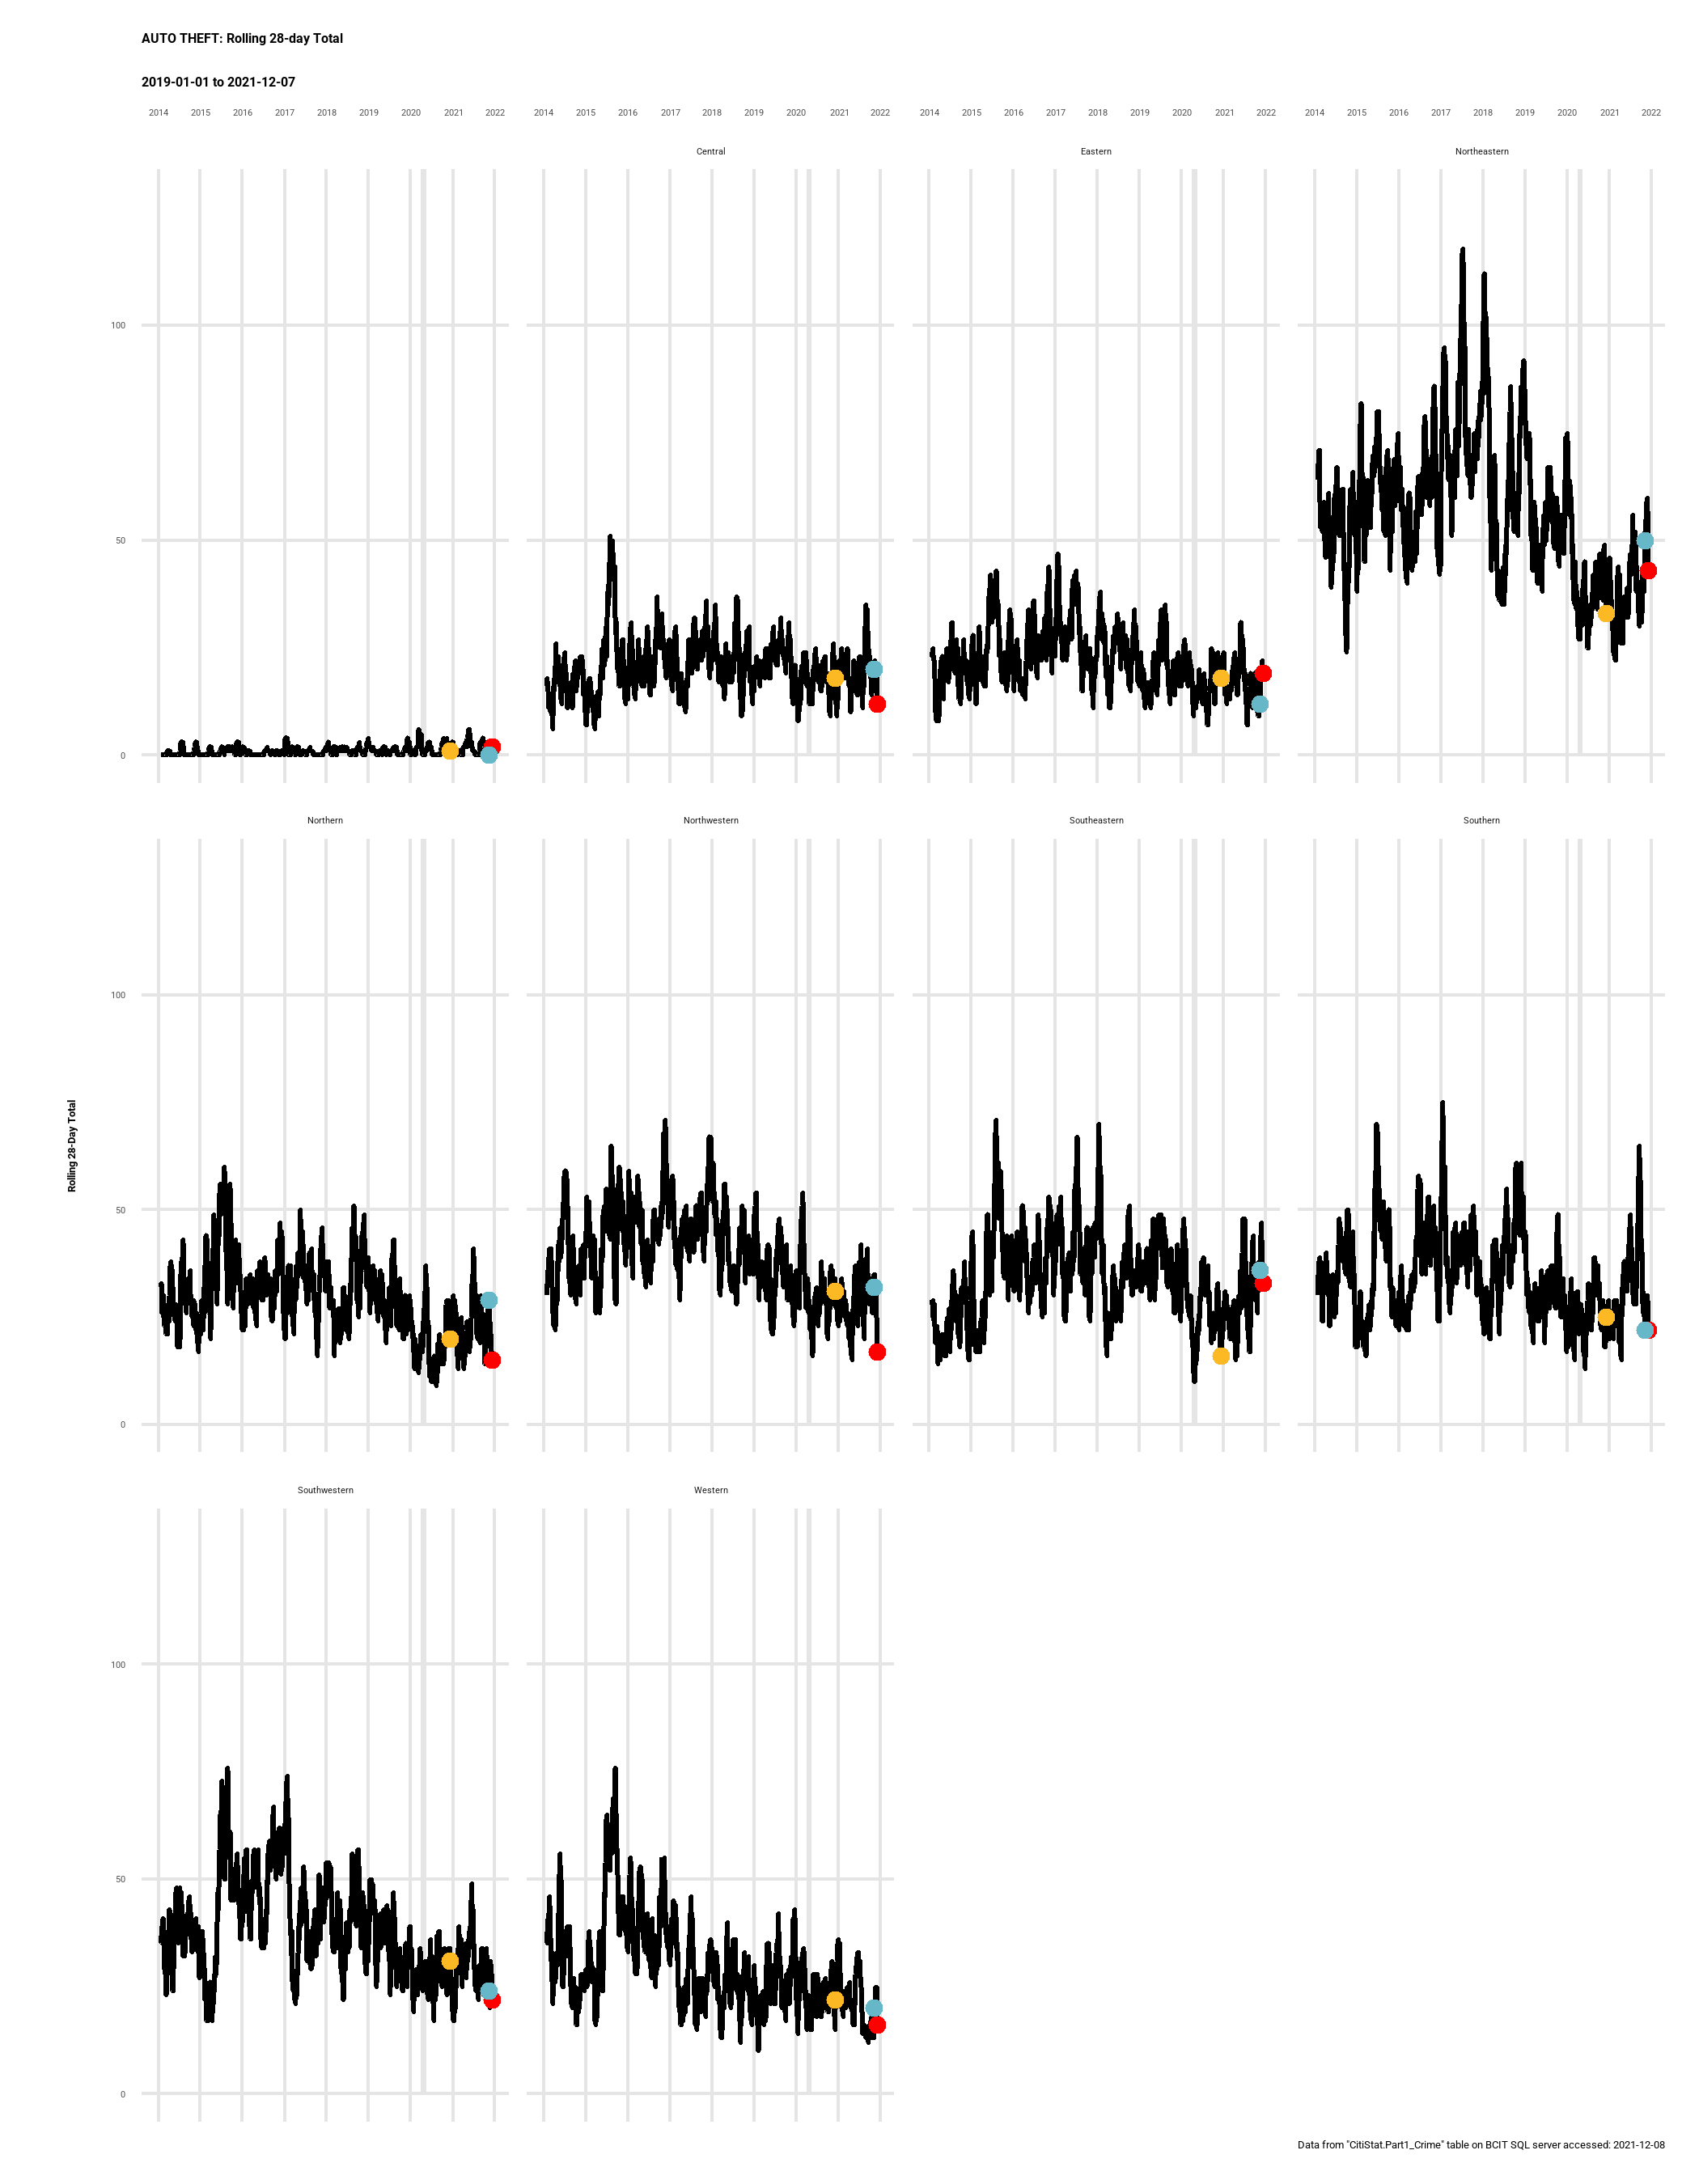 AUTO THEFT: Rolling 28-day Total
2019-01-01 to 2021-12-07
2014 2015 2016 2017 2018 2019 2020 2021 2022 2014 2015 2016 2017 2018 2019 2020 2021 2022 2014 2015 2016 2017 2018 2019 2020 2021 2022 2014 2015 2016 2017 2018 2019 2020 2021 2022
Central Eastern Northeastern
100
50
0
Northern Northwestern Southeastern Southern
100
Rolling 28-Day Total
50
0
Southwestern Western
100
50
0
Data from "CitiStat.Part1_Crime" table on BCIT SQL server accessed: 2021-12-08